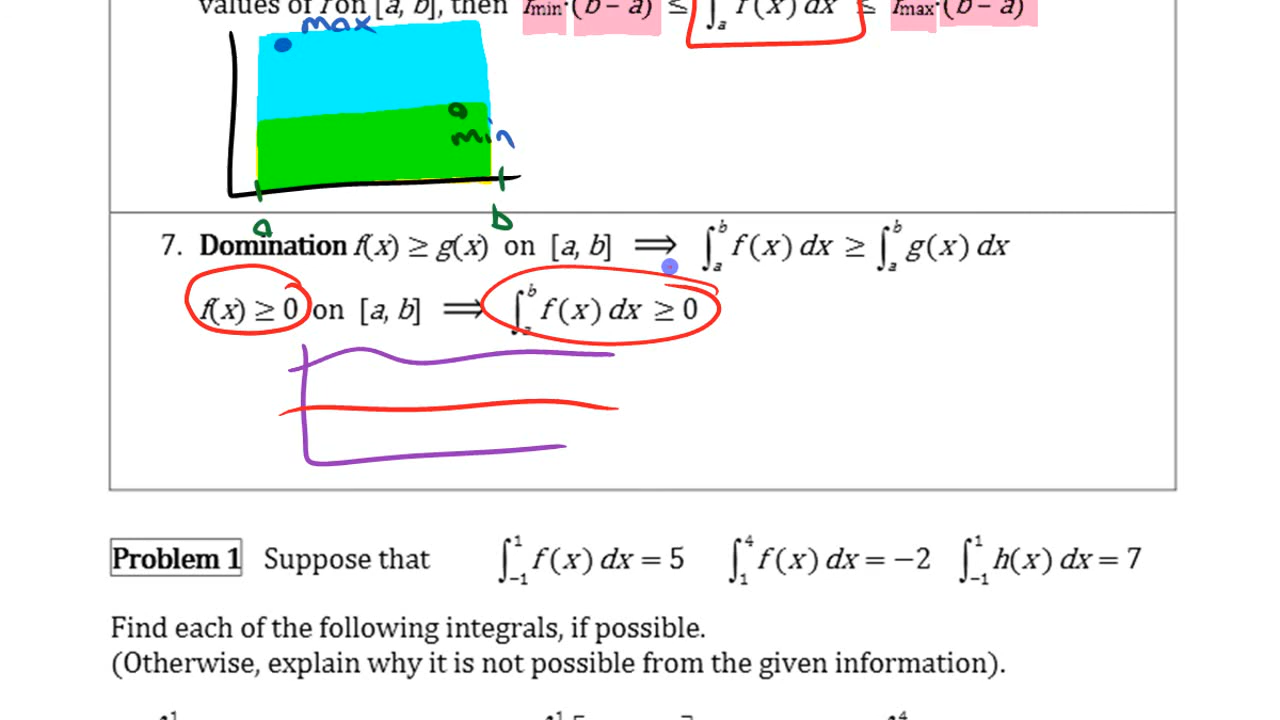 values of f on [a, b], then fmin·(b − a) ≤ ∫_a f(x) dx ≤ fmax·(b − a)
max
min
a b
7. Domination f(x) ≥ g(x) on [a, b] ⟹ ∫_a^b f(x) dx ≥ ∫_a^b g(x) dx
f(x) ≥ 0 on [a, b] ⟹ ∫_a^b f(x) dx ≥ 0
Problem 1 Suppose that ∫_{-1}^1 f(x) dx = 5 ∫_1^4 f(x) dx = −2 ∫_{-1}^1 h(x) dx = 7
Find each of the following integrals, if possible.
(Otherwise, explain why it is not possible from the given information).